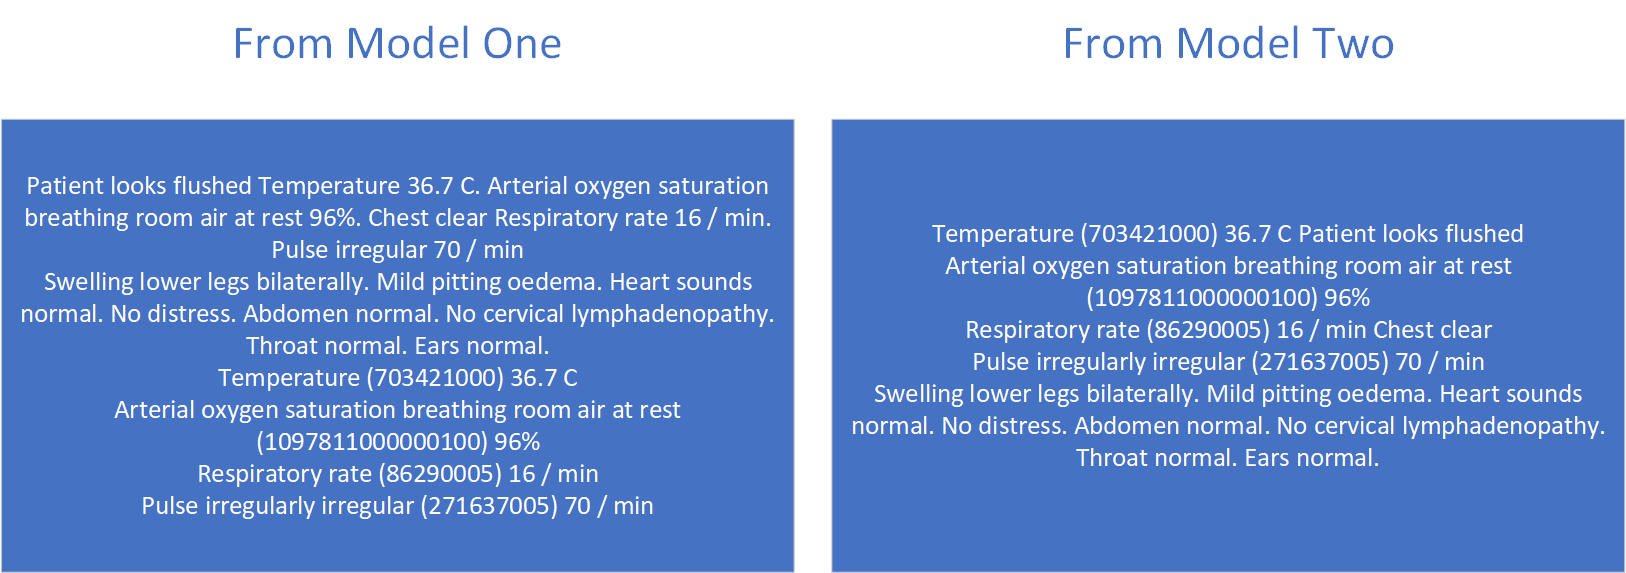 From Model One
Patient looks flushed Temperature 36.7 C. Arterial oxygen saturation
breathing room air at rest 96%. Chest clear Respiratory rate 16 / min.
Pulse irregular 70 / min
Swelling lower legs bilaterally. Mild pitting oedema. Heart sounds
normal. No distress. Abdomen normal. No cervical lymphadenopathy.
Throat normal. Ears normal.
Temperature (703421000) 36.7 C
Arterial oxygen saturation breathing room air at rest
(1097811000000100) 96%
Respiratory rate (86290005) 16 / min
Pulse irregularly irregular (271637005) 70 / min
From Model Two
Temperature (703421000) 36.7 C Patient looks flushed
Arterial oxygen saturation breathing room air at rest
(1097811000000100) 96%
Respiratory rate (86290005) 16 / min Chest clear
Pulse irregularly irregular (271637005) 70 / min
Swelling lower legs bilaterally. Mild pitting oedema. Heart sounds
normal. No distress. Abdomen normal. No cervical lymphadenopathy.
Throat normal. Ears normal.